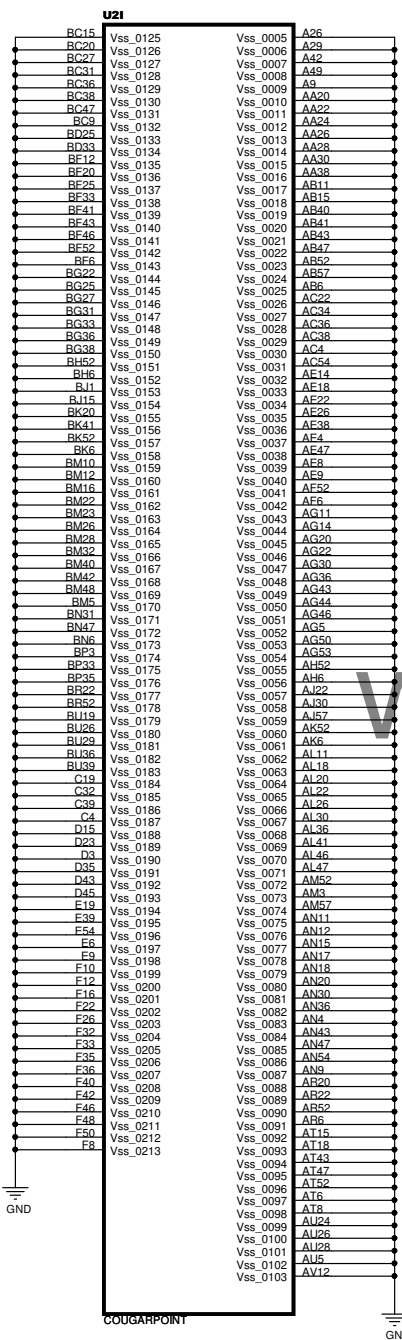 U2I
BC15 Vss_0125 Vss_0005 A26
BC20 Vss_0126 Vss_0006 A29
BC27 Vss_0127 Vss_0007 A42
BC31 Vss_0128 Vss_0008 A49
BC36 Vss_0129 Vss_0009 A9
BC38 Vss_0130 Vss_0010 AA20
BC47 Vss_0131 Vss_0011 AA22
BC9 Vss_0132 Vss_0012 AA24
BD25 Vss_0133 Vss_0013 AA26
BD33 Vss_0134 Vss_0014 AA28
BF12 Vss_0135 Vss_0015 AA30
BF20 Vss_0136 Vss_0016 AA38
BF25 Vss_0137 Vss_0017 AB11
BF33 Vss_0138 Vss_0018 AB15
BF41 Vss_0139 Vss_0019 AB40
BF43 Vss_0140 Vss_0020 AB41
BF46 Vss_0141 Vss_0021 AB43
BF52 Vss_0142 Vss_0022 AB47
BF6 Vss_0143 Vss_0023 AB52
BG22 Vss_0144 Vss_0024 AB57
BG25 Vss_0145 Vss_0025 AB6
BG27 Vss_0146 Vss_0026 AC22
BG31 Vss_0147 Vss_0027 AC34
BG33 Vss_0148 Vss_0028 AC36
BG36 Vss_0149 Vss_0029 AC38
BG38 Vss_0150 Vss_0030 AC4
BH52 Vss_0151 Vss_0031 AC54
BH6 Vss_0152 Vss_0032 AE14
BJ1 Vss_0153 Vss_0033 AE18
BJ15 Vss_0154 Vss_0034 AE22
BK20 Vss_0155 Vss_0035 AE26
BK41 Vss_0156 Vss_0036 AE38
BK52 Vss_0157 Vss_0037 AE4
BK6 Vss_0158 Vss_0038 AE47
BM10 Vss_0159 Vss_0039 AE8
BM12 Vss_0160 Vss_0040 AE9
BM16 Vss_0161 Vss_0041 AF52
BM22 Vss_0162 Vss_0042 AF6
BM23 Vss_0163 Vss_0043 AG11
BM26 Vss_0164 Vss_0044 AG14
BM28 Vss_0165 Vss_0045 AG20
BM32 Vss_0166 Vss_0046 AG22
BM40 Vss_0167 Vss_0047 AG30
BM42 Vss_0168 Vss_0048 AG36
BM48 Vss_0169 Vss_0049 AG43
BM5 Vss_0170 Vss_0050 AG44
BN31 Vss_0171 Vss_0051 AG46
BN47 Vss_0172 Vss_0052 AG5
BN6 Vss_0173 Vss_0053 AG50
BP3 Vss_0174 Vss_0054 AG53
BP33 Vss_0175 Vss_0055 AH52
BP35 Vss_0176 Vss_0056 AH6
BR22 Vss_0177 Vss_0057 AJ22
BR52 Vss_0178 Vss_0058 AJ30
BU19 Vss_0179 Vss_0059 AJ57
BU26 Vss_0180 Vss_0060 AK52
BU29 Vss_0181 Vss_0061 AK6
BU36 Vss_0182 Vss_0062 AL11
BU39 Vss_0183 Vss_0063 AL18
C19 Vss_0184 Vss_0064 AL20
C32 Vss_0185 Vss_0065 AL22
C39 Vss_0186 Vss_0066 AL26
C4 Vss_0187 Vss_0067 AL30
D15 Vss_0188 Vss_0068 AL36
D23 Vss_0189 Vss_0069 AL41
D3 Vss_0190 Vss_0070 AL46
D35 Vss_0191 Vss_0071 AL47
D43 Vss_0192 Vss_0072 AM52
D45 Vss_0193 Vss_0073 AM3
E19 Vss_0194 Vss_0074 AM57
E39 Vss_0195 Vss_0075 AN11
E54 Vss_0196 Vss_0076 AN12
E6 Vss_0197 Vss_0077 AN15
E9 Vss_0198 Vss_0078 AN17
F10 Vss_0199 Vss_0079 AN18
F12 Vss_0200 Vss_0080 AN20
F16 Vss_0201 Vss_0081 AN30
F22 Vss_0202 Vss_0082 AN36
F26 Vss_0203 Vss_0083 AN4
F32 Vss_0204 Vss_0084 AN43
F33 Vss_0205 Vss_0085 AN47
F35 Vss_0206 Vss_0086 AN54
F36 Vss_0207 Vss_0087 AN9
F40 Vss_0208 Vss_0088 AR20
F42 Vss_0209 Vss_0089 AR22
F46 Vss_0210 Vss_0090 AR52
F48 Vss_0211 Vss_0091 AR6
F50 Vss_0212 Vss_0092 AT15
F8 Vss_0213 Vss_0093 AT18
Vss_0094 AT43
Vss_0095 AT47
Vss_0096 AT52
Vss_0097 AT6
Vss_0098 AT8
Vss_0099 AU24
Vss_0100 AU26
Vss_0101 AU28
Vss_0102 AU5
Vss_0103 AV12
GND
COUGARPOINT